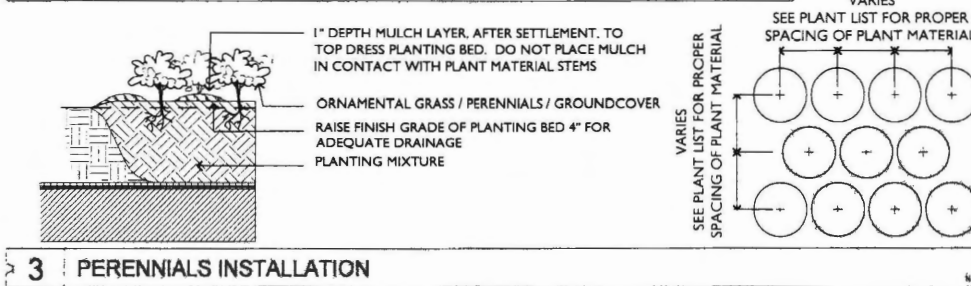 1" DEPTH MULCH LAYER, AFTER SETTLEMENT, TO
TOP DRESS PLANTING BED. DO NOT PLACE MULCH
IN CONTACT WITH PLANT MATERIAL STEMS
ORNAMENTAL GRASS / PERENNIALS / GROUNDCOVER
RAISE FINISH GRADE OF PLANTING BED 4" FOR
ADEQUATE DRAINAGE
PLANTING MIXTURE
VARIES
SEE PLANT LIST FOR PROPER
SPACING OF PLANT MATERIAL
VARIES
SEE PLANT LIST FOR PROPER
SPACING OF PLANT MATERIAL
3 PERENNIALS INSTALLATION